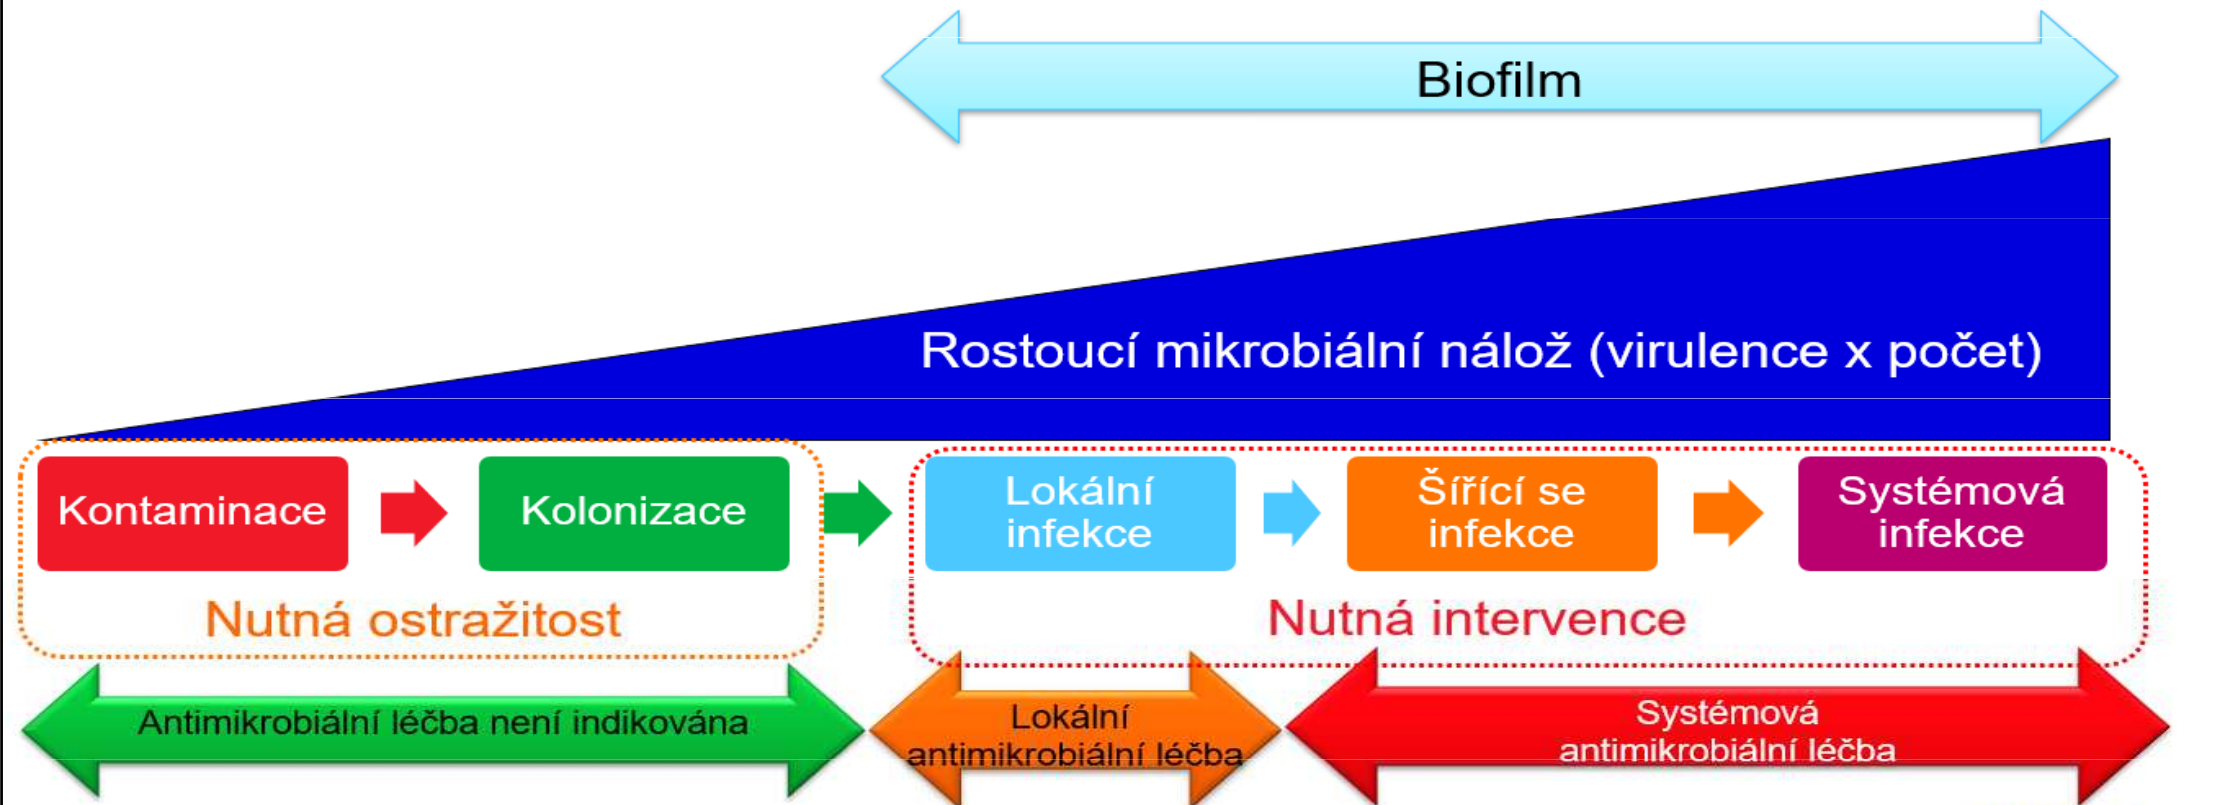 Biofilm
Rostoucí mikrobiální nálož (virulence x počet)
Kontaminace
Kolonizace
Lokální
infekce
Šířící se
infekce
Systémová
infekce
Nutná ostražitost
Nutná intervence
Antimikrobiální léčba není indikována
Lokální
antimikrobiální léčba
Systémová
antimikrobiální léčba